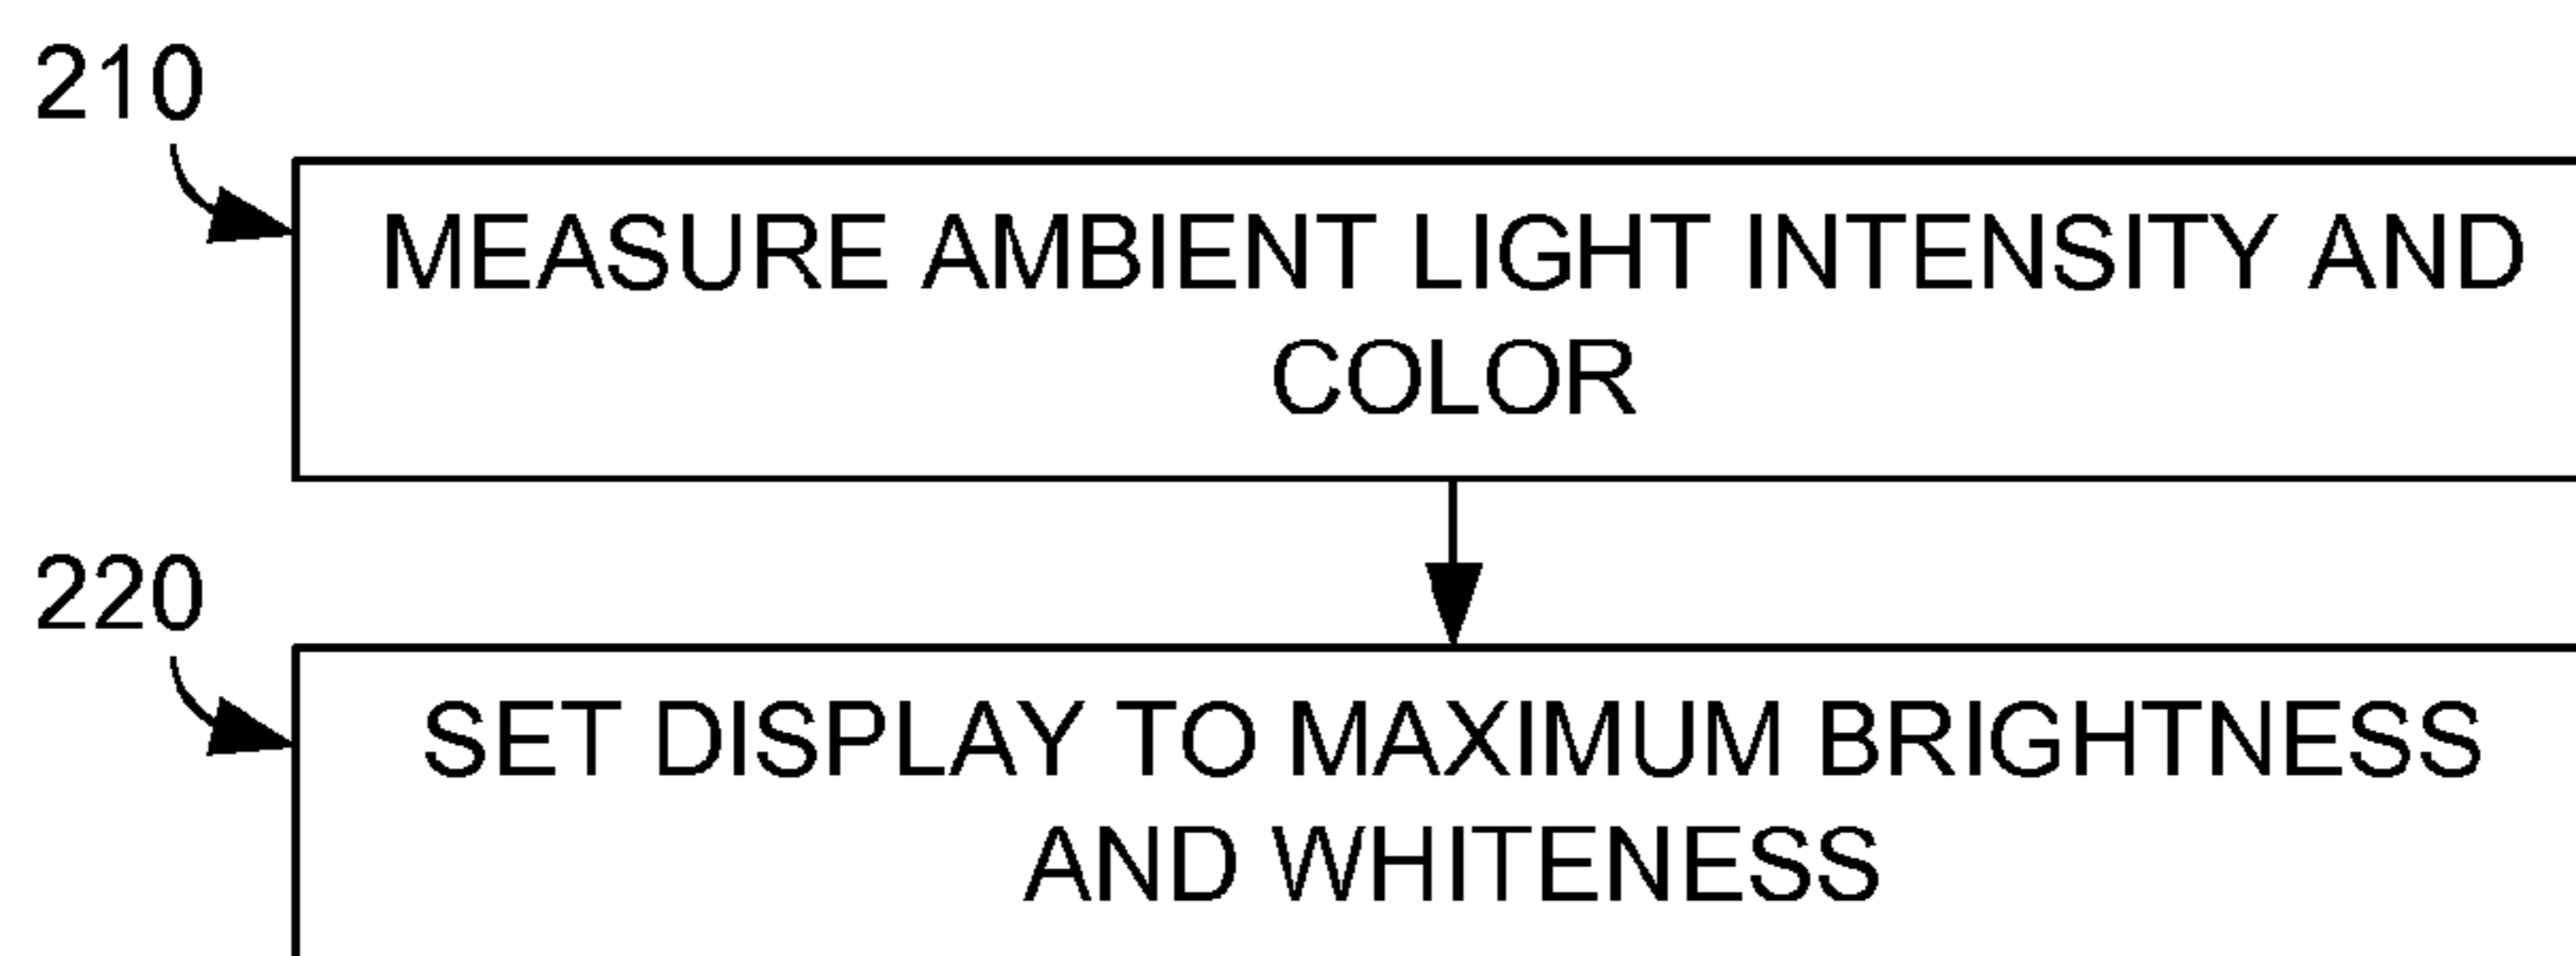 210
MEASURE AMBIENT LIGHT INTENSITY AND
COLOR
220
SET DISPLAY TO MAXIMUM BRIGHTNESS
AND WHITENESS